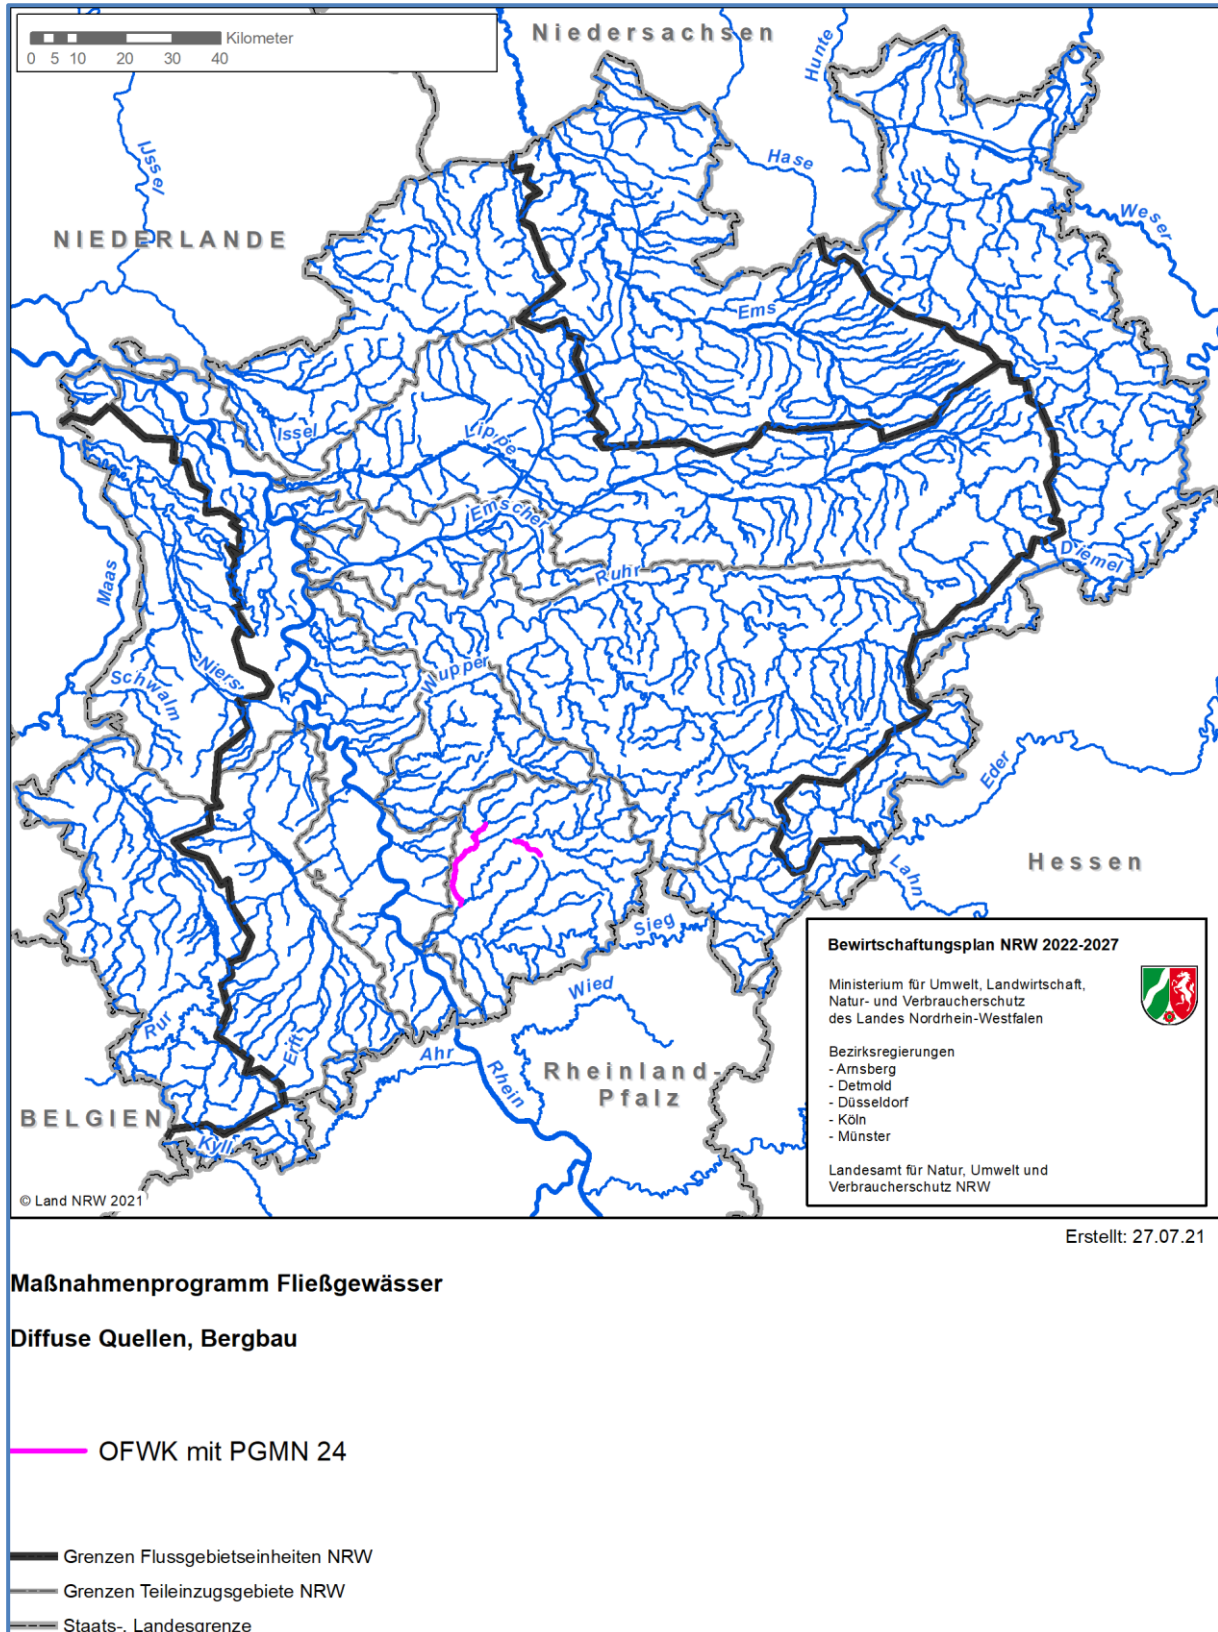 Kilometer
0 5 10 20 30 40
Niedersachsen
Hunte
IJssel
Hase
NIEDERLANDE
Weser
Ems
Issel
Lippe
Emscher
Maas
Ruhr
Diemel
Wupper
Niers
Schwalm
Eder
Hessen
Lahn
Sieg
Wied
Rur
Erft
Ahr
Rhein
Rheinland-
Pfalz
BELGIEN
Kyll
Bewirtschaftungsplan NRW 2022-2027
Ministerium für Umwelt, Landwirtschaft,
Natur- und Verbraucherschutz
des Landes Nordrhein-Westfalen
Bezirksregierungen
- Arnsberg
- Detmold
- Düsseldorf
- Köln
- Münster
Landesamt für Natur, Umwelt und
Verbraucherschutz NRW
© Land NRW 2021
Erstellt: 27.07.21
Maßnahmenprogramm Fließgewässer
Diffuse Quellen, Bergbau
OFWK mit PGMN 24
Grenzen Flussgebietseinheiten NRW
Grenzen Teileinzugsgebiete NRW
Staats-, Landesgrenze